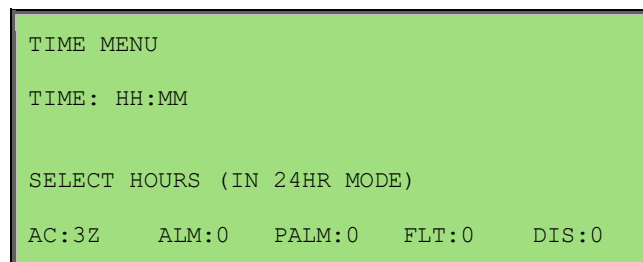 TIME MENU
TIME: HH:MM
SELECT HOURS (IN 24HR MODE)
AC:3Z ALM:0 PALM:0 FLT:0 DIS:0